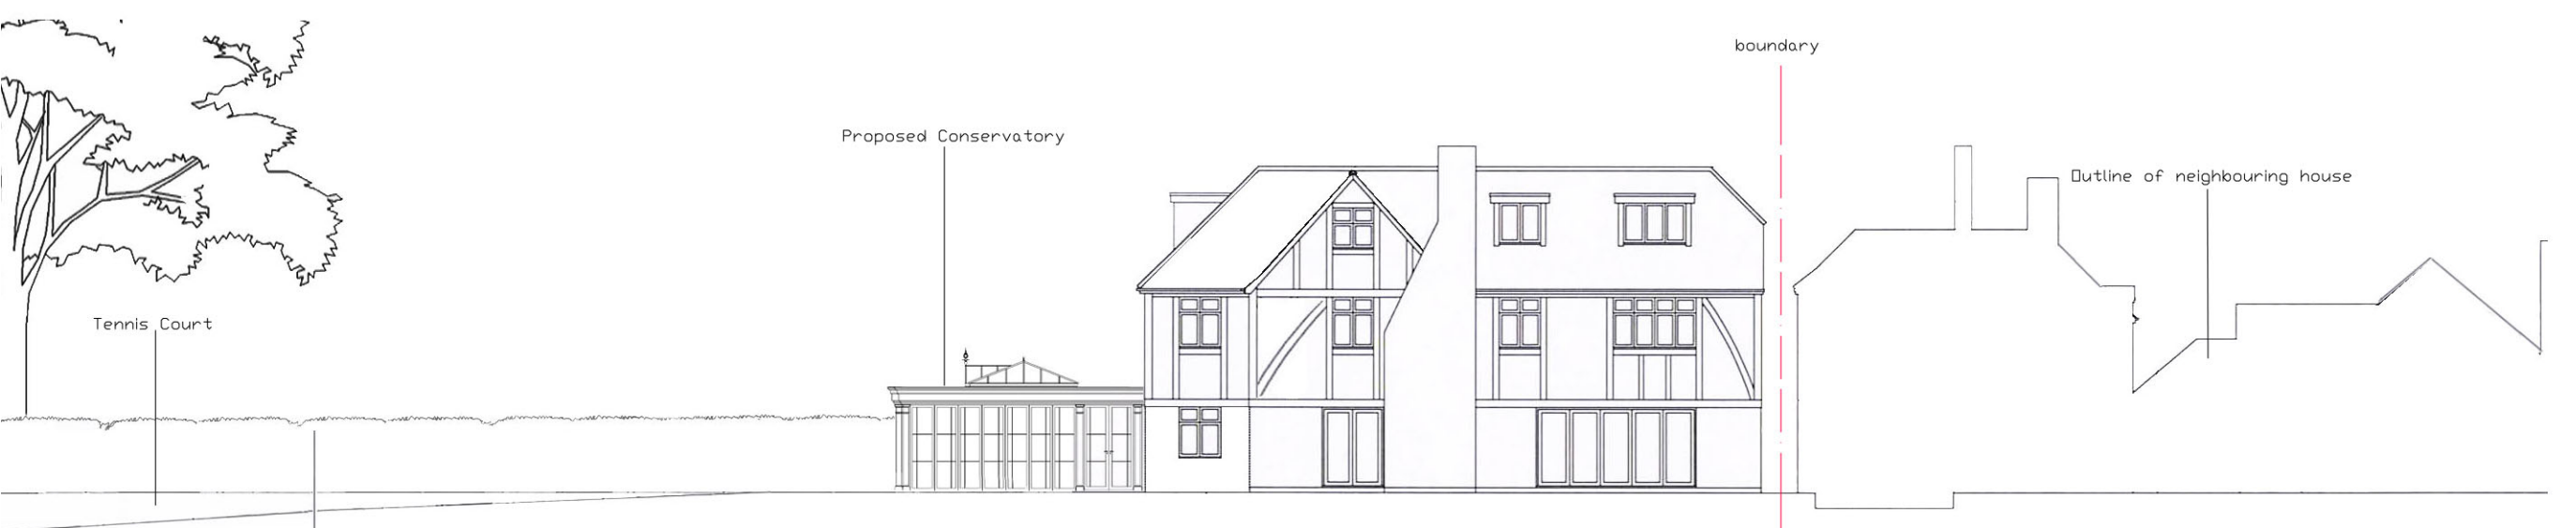 boundary
Proposed Conservatory
Outline of neighbouring house
Tennis Court